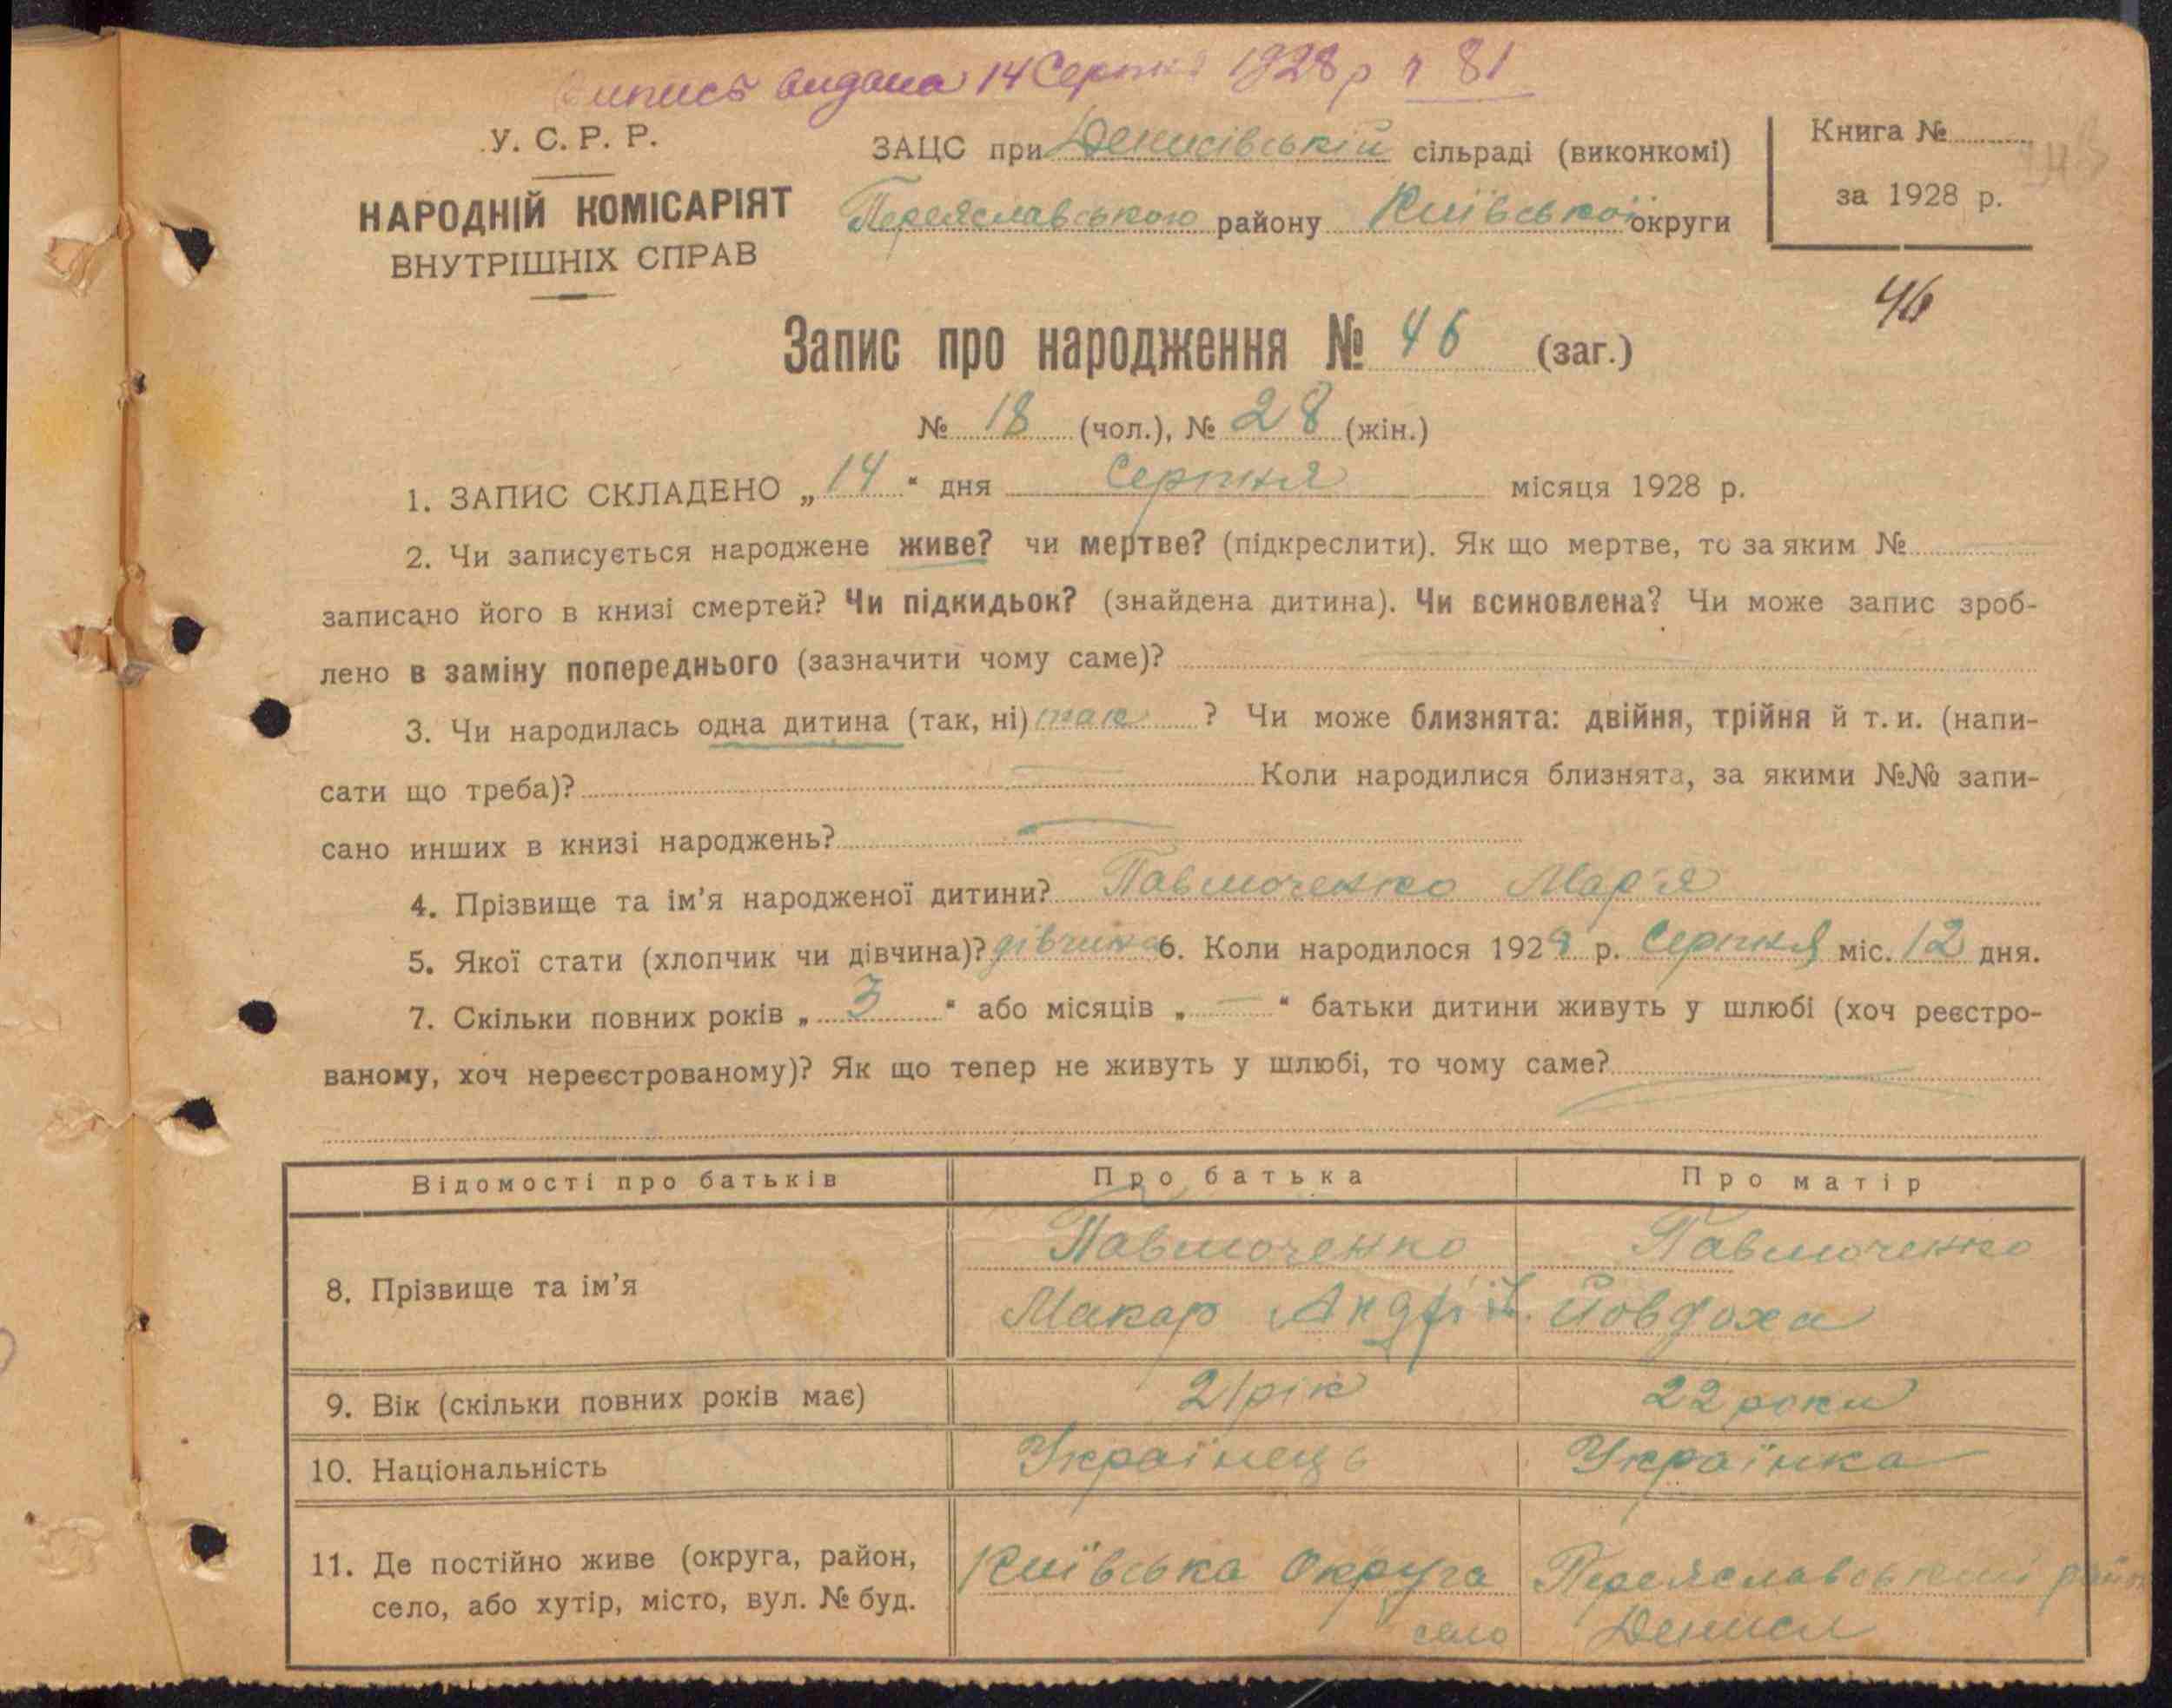 Випись видана 14 Серпня 1928 р ч 81
У. С. Р. Р.
НАРОДНІЙ КОМІСАРІЯТ
ВНУТРІШНІХ СПРАВ
ЗАЦС при Денисівській сільраді (виконкомі)
Переяславського району Київської округи
Книга №
за 1928 р.
46
Запис про народження № 46 (заг.)
№ 18 (чол.), № 28 (жін.)
1. ЗАПИС СКЛАДЕНО „14“ дня Серпня місяця 1928 р.
2. Чи записується народжене живе? чи мертве? (підкреслити). Як що мертве, то за яким №
записано його в книзі смертей? Чи підкидьок? (знайдена дитина). Чи всиновлена? Чи може запис зроб-
лено в заміну попереднього (зазначити чому саме)?
3. Чи народилась одна дитина (так, ні) так ? Чи може близнята: двійня, трійня й т. и. (напи-
сати що треба)? — Коли народилися близнята, за якими №№ запи-
сано инших в книзі народжень? —
4. Прізвище та ім’я народженої дитини? Павлюченко Мар'я
5. Якої стати (хлопчик чи дівчина)? дівчина 6. Коли народилося 1928 р. Серпня міс. 12 дня.
7. Скільки повних років „ 3 “ або місяців „ — “ батьки дитини живуть у шлюбі (хоч реєстро-
ваному, хоч нереєстрованому)? Як що тепер не живуть у шлюбі, то чому саме? —
Відомості про батьків Про батька Про матір
8. Прізвище та ім’я Павлюченко Павлюченко
Макар Андрій. Йовдоха
9. Вік (скільки повних років має) 21 рік 22 роки
10. Національність Українець Українка
11. Де постійно живе (округа, район,
село, або хутір, місто, вул. № буд.
Київська Округа Переяславський район
село Дениси